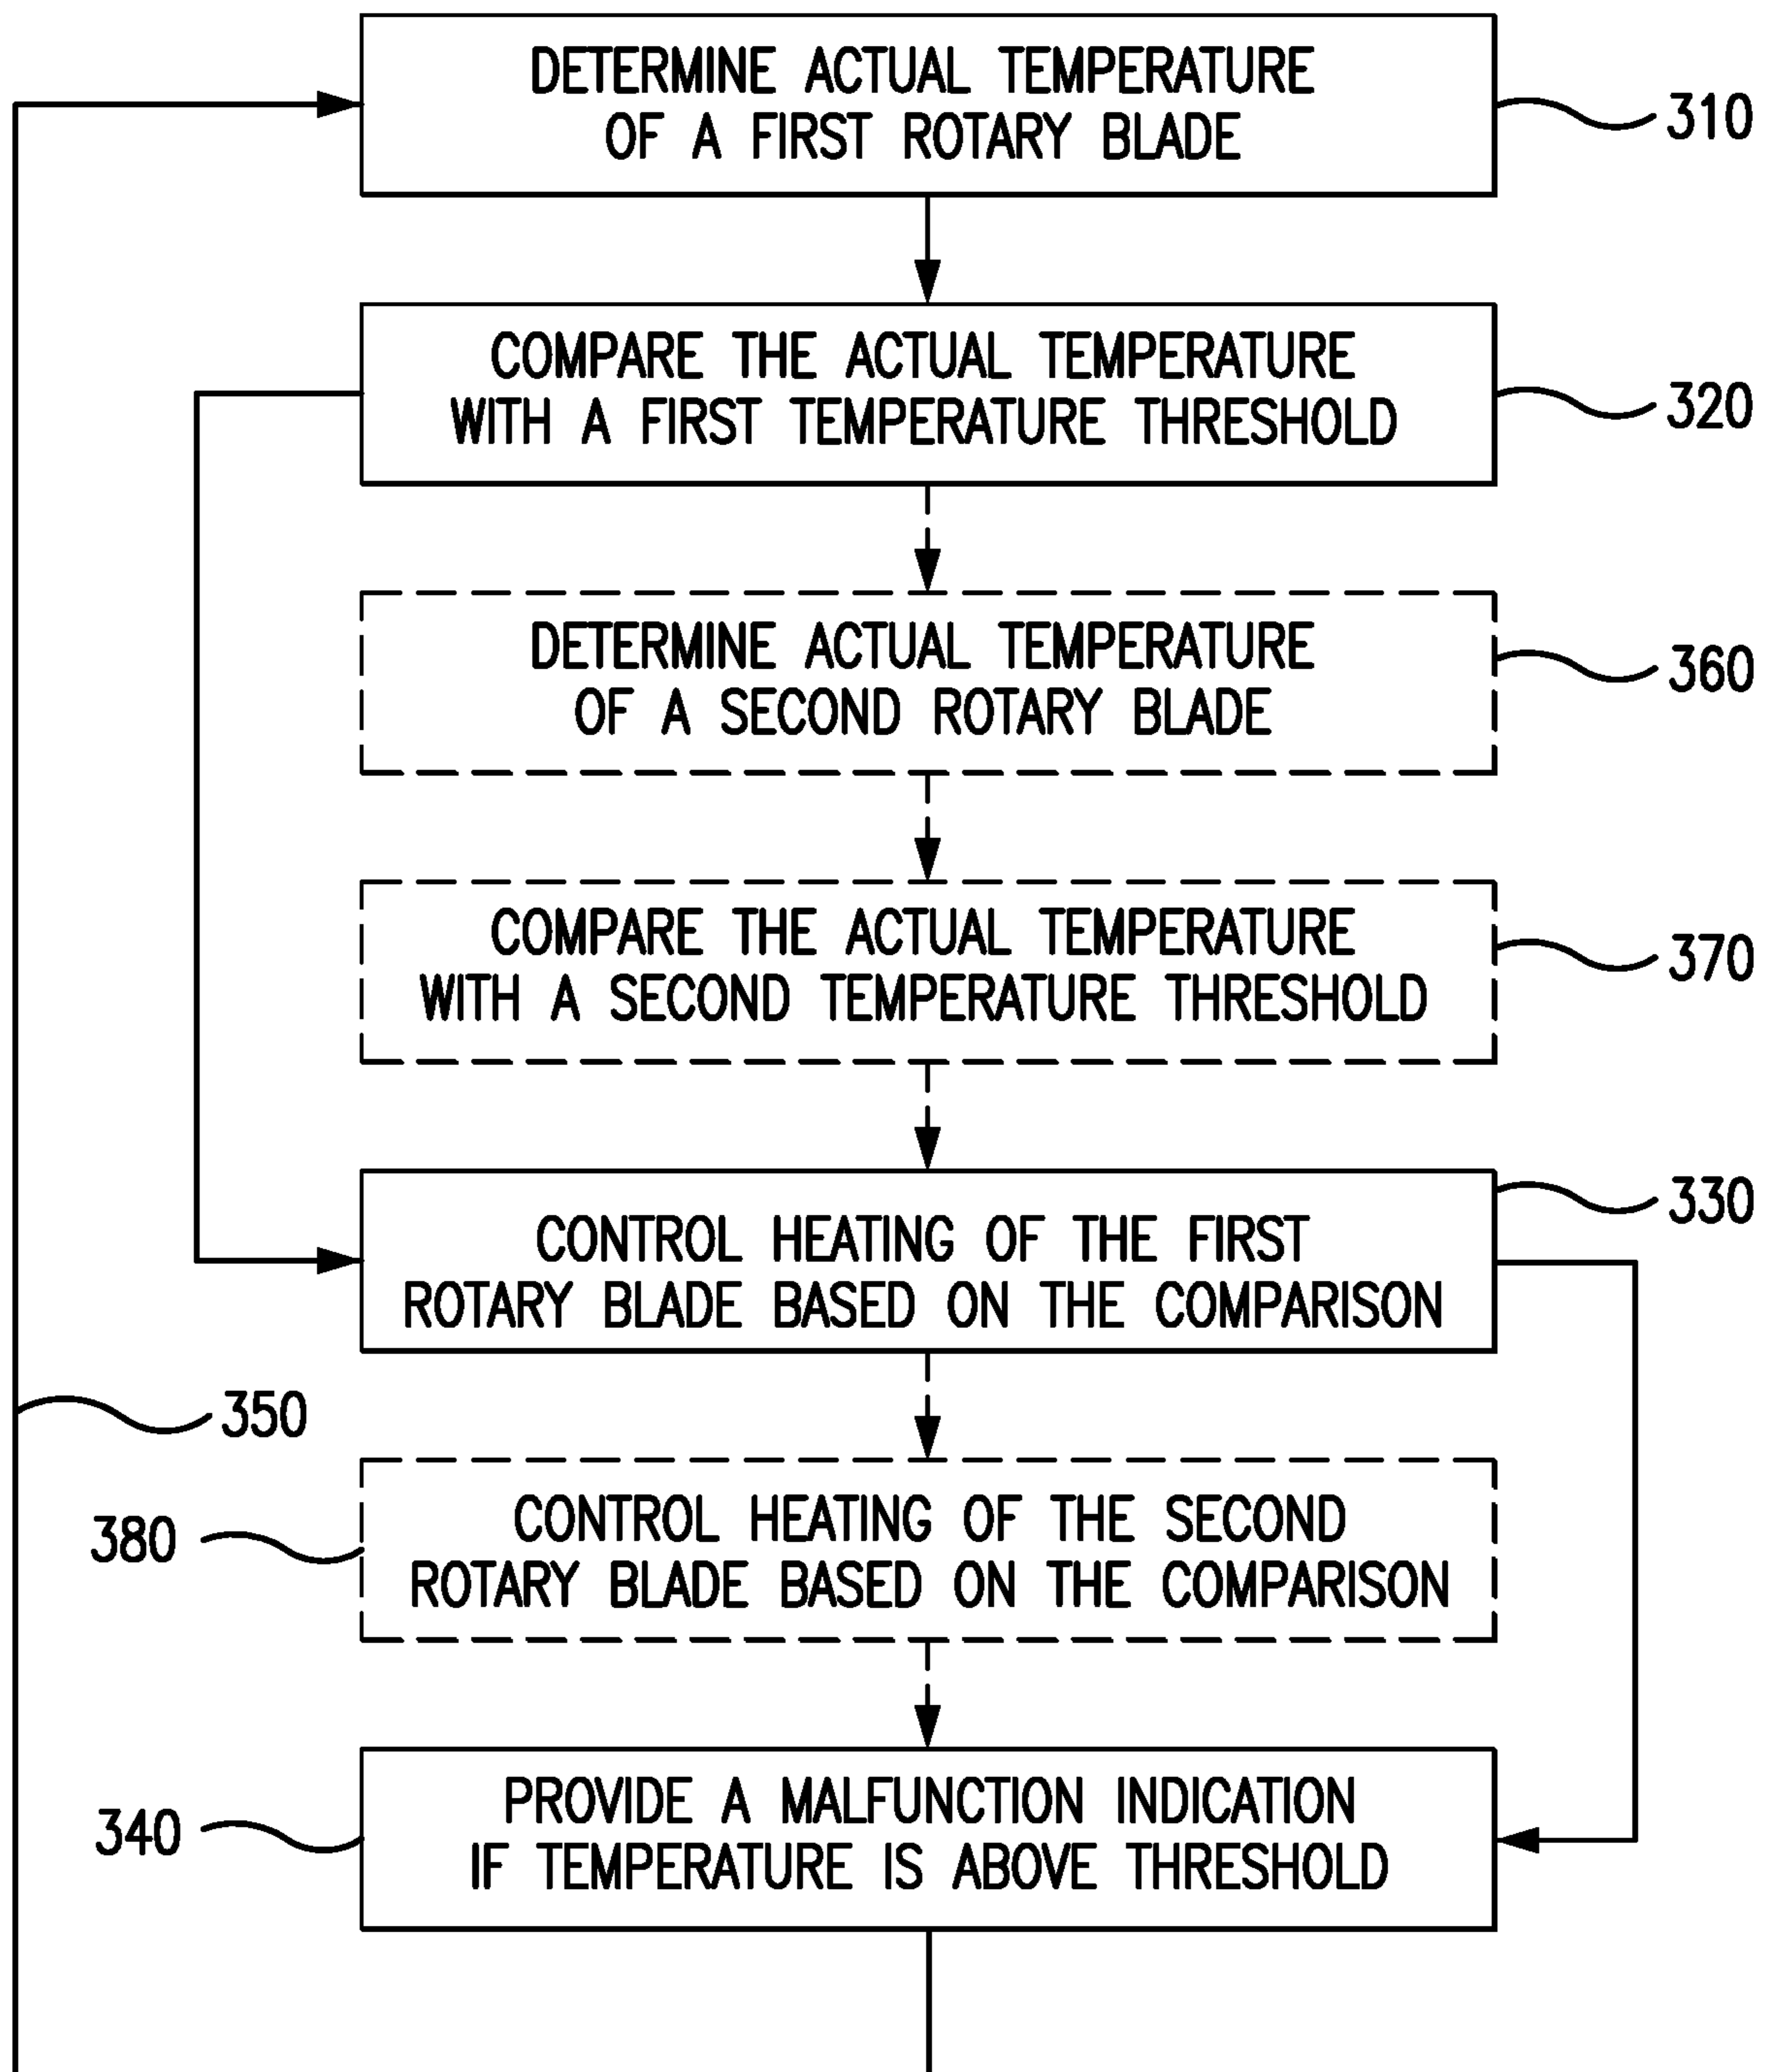 DETERMINE ACTUAL TEMPERATURE
OF A FIRST ROTARY BLADE
310
COMPARE THE ACTUAL TEMPERATURE
WITH A FIRST TEMPERATURE THRESHOLD
320
DETERMINE ACTUAL TEMPERATURE
OF A SECOND ROTARY BLADE
360
COMPARE THE ACTUAL TEMPERATURE
WITH A SECOND TEMPERATURE THRESHOLD
370
330
CONTROL HEATING OF THE FIRST
ROTARY BLADE BASED ON THE COMPARISON
350
CONTROL HEATING OF THE SECOND
ROTARY BLADE BASED ON THE COMPARISON
380
PROVIDE A MALFUNCTION INDICATION
IF TEMPERATURE IS ABOVE THRESHOLD
340